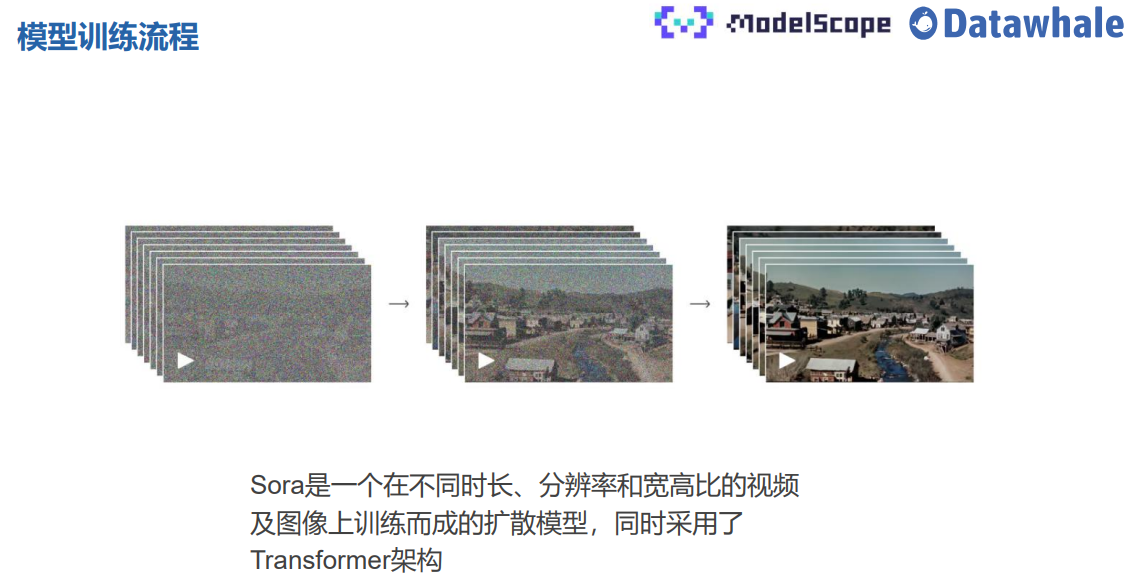 模型训练流程
ModelScope
Datawhale
Sora是一个在不同时长、分辨率和宽高比的视频
及图像上训练而成的扩散模型，同时采用了
Transformer架构